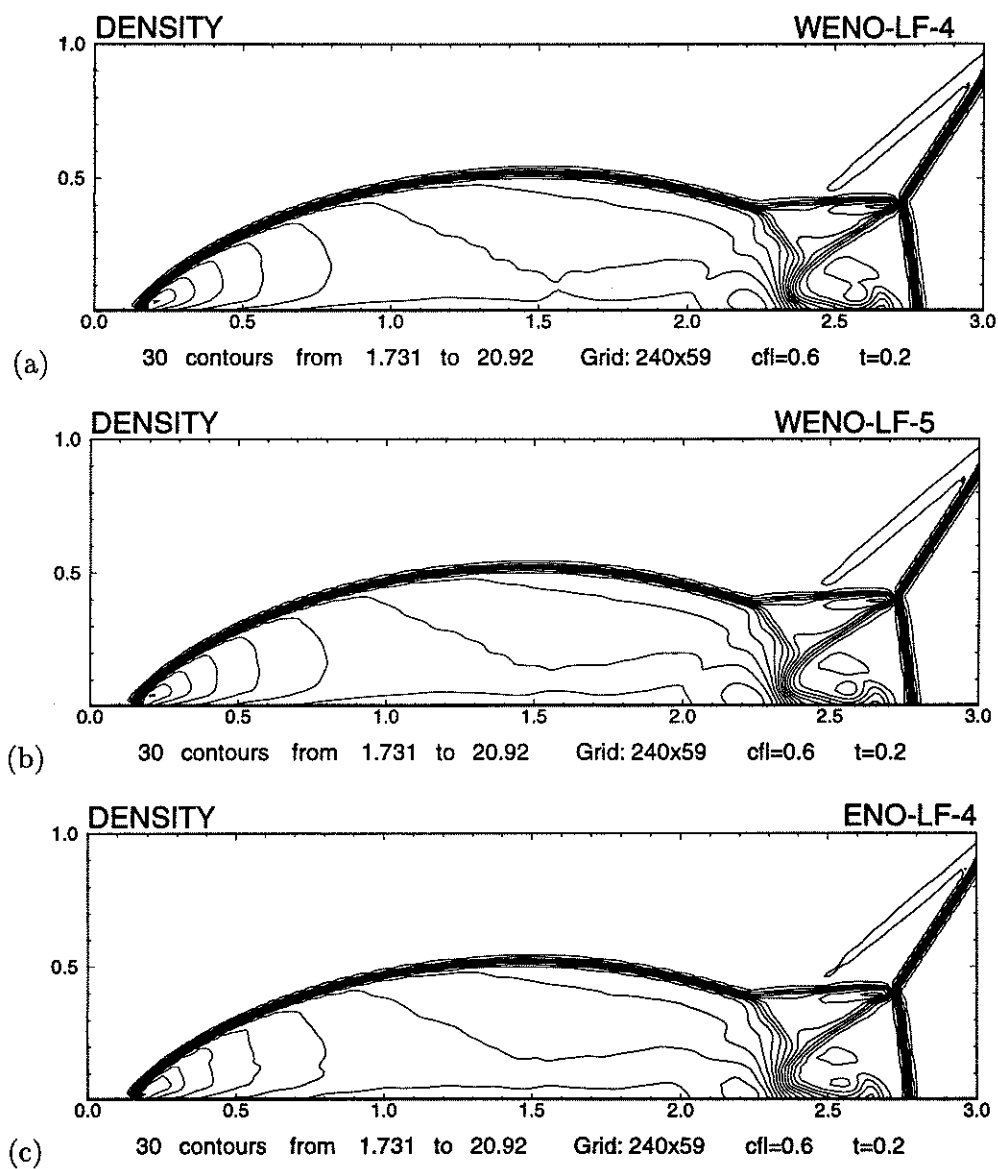 DENSITY WENO-LF-4
1.0
0.5
0.0 0.5 1.0 1.5 2.0 2.5 3.0
(a) 30 contours from 1.731 to 20.92 Grid: 240x59 cfl=0.6 t=0.2
DENSITY WENO-LF-5
1.0
0.5
0.0 0.5 1.0 1.5 2.0 2.5 3.0
(b) 30 contours from 1.731 to 20.92 Grid: 240x59 cfl=0.6 t=0.2
DENSITY ENO-LF-4
1.0
0.5
0.0 0.5 1.0 1.5 2.0 2.5 3.0
(c) 30 contours from 1.731 to 20.92 Grid: 240x59 cfl=0.6 t=0.2